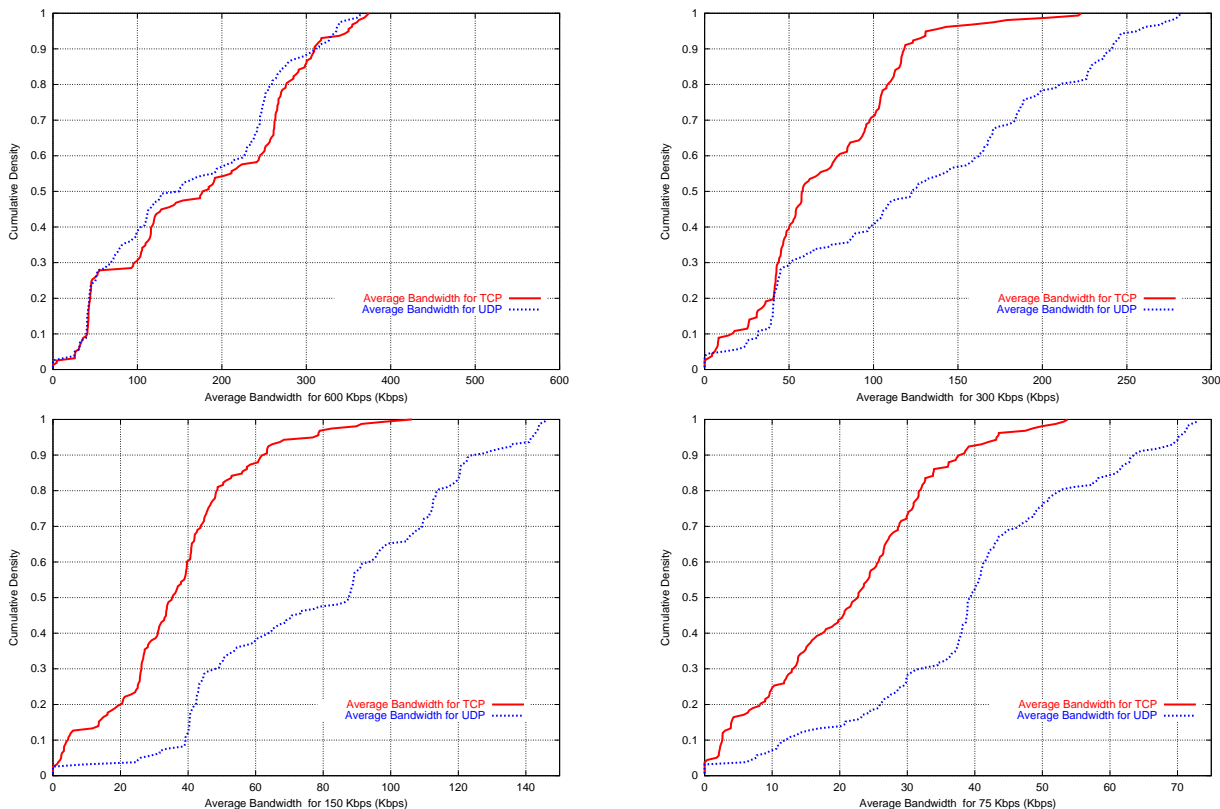 1
0.9
0.8
0.7
0.6
0.5
0.4
0.3
0.2
0.1
0
Cumulative Density
Average Bandwidth for TCP
Average Bandwidth for UDP
0 100 200 300 400 500 600
Average Bandwidth for 600 Kbps (Kbps)
1
0.9
0.8
0.7
0.6
0.5
0.4
0.3
0.2
0.1
0
Cumulative Density
Average Bandwidth for TCP
Average Bandwidth for UDP
0 50 100 150 200 250 300
Average Bandwidth for 300 Kbps (Kbps)
1
0.9
0.8
0.7
0.6
0.5
0.4
0.3
0.2
0.1
0
Cumulative Density
Average Bandwidth for TCP
Average Bandwidth for UDP
0 20 40 60 80 100 120 140
Average Bandwidth for 150 Kbps (Kbps)
1
0.9
0.8
0.7
0.6
0.5
0.4
0.3
0.2
0.1
0
Cumulative Density
Average Bandwidth for TCP
Average Bandwidth for UDP
0 10 20 30 40 50 60 70
Average Bandwidth for 75 Kbps (Kbps)